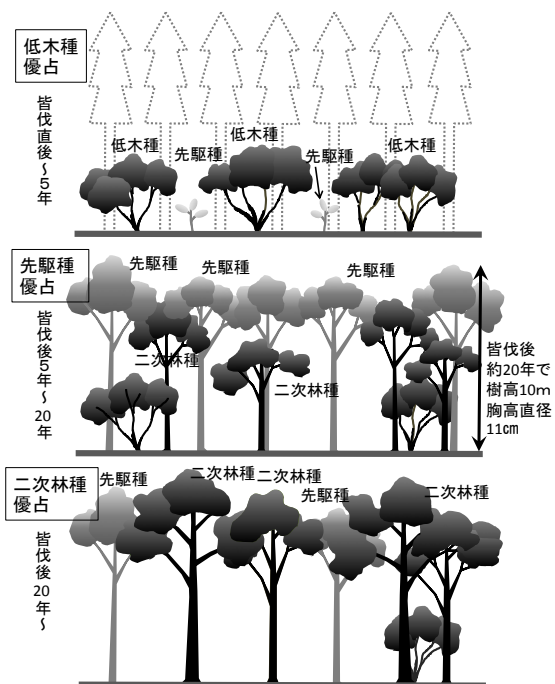 低木種
優占
皆伐直後～5年
低木種
先駆種
低木種
先駆種
低木種
先駆種
優占
皆伐後5年～20年
先駆種
先駆種
先駆種
二次林種
二次林種
皆伐後
約20年で
樹高10m
胸高直径
11㎝
二次林種
優占
皆伐後20年～
先駆種
二次林種
二次林種
先駆種
二次林種